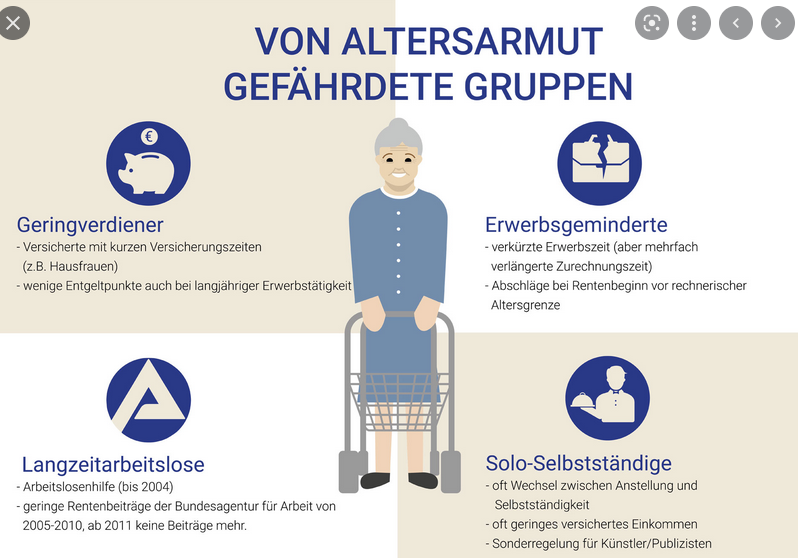 VON ALTERSARMUT
GEFÄHRDETE GRUPPEN
€
Geringverdiener
- Versicherte mit kurzen Versicherungszeiten
(z.B. Hausfrauen)
- wenige Entgeltpunkte auch bei langjähriger Erwerbstätigkeit
Erwerbsgeminderte
- verkürzte Erwerbszeit (aber mehrfach
verlängerte Zurechnungszeit)
- Abschläge bei Rentenbeginn vor rechnerischer
Altersgrenze
Langzeitarbeitslose
- Arbeitslosenhilfe (bis 2004)
- geringe Rentenbeiträge der Bundesagentur für Arbeit von
2005-2010, ab 2011 keine Beiträge mehr.
Solo-Selbstständige
- oft Wechsel zwischen Anstellung und
Selbstständigkeit
- oft geringes versichertes Einkommen
- Sonderregelung für Künstler/Publizisten